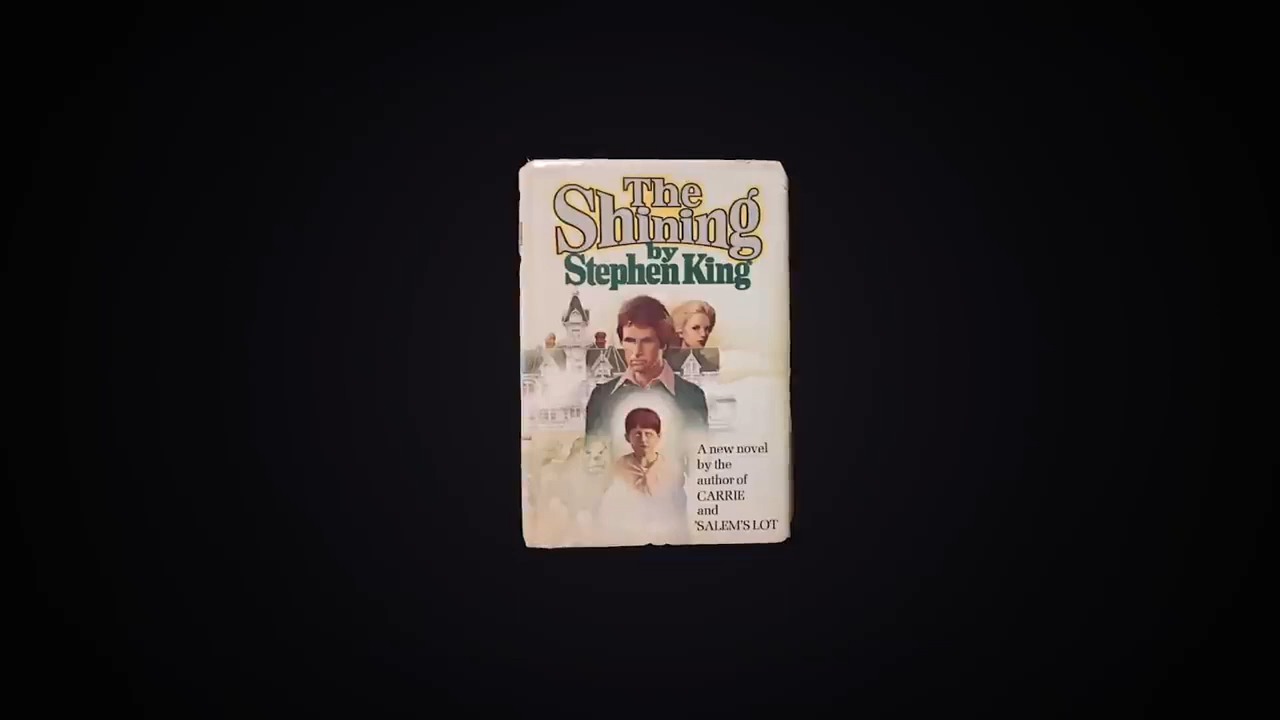 The
Shining
by
Stephen King
A new novel
by the
author of
CARRIE
and
'SALEM'S LOT